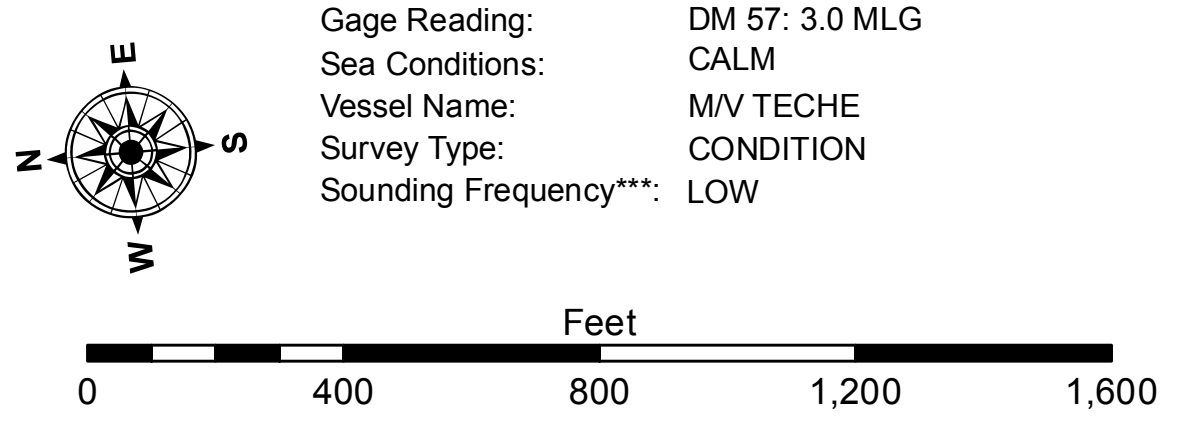 Gage Reading: DM 57: 3.0 MLG
Sea Conditions: CALM
Vessel Name: M/V TECHE
Survey Type: CONDITION
Sounding Frequency***: LOW
E
N
S
W
Feet
0 400 800 1,200 1,600